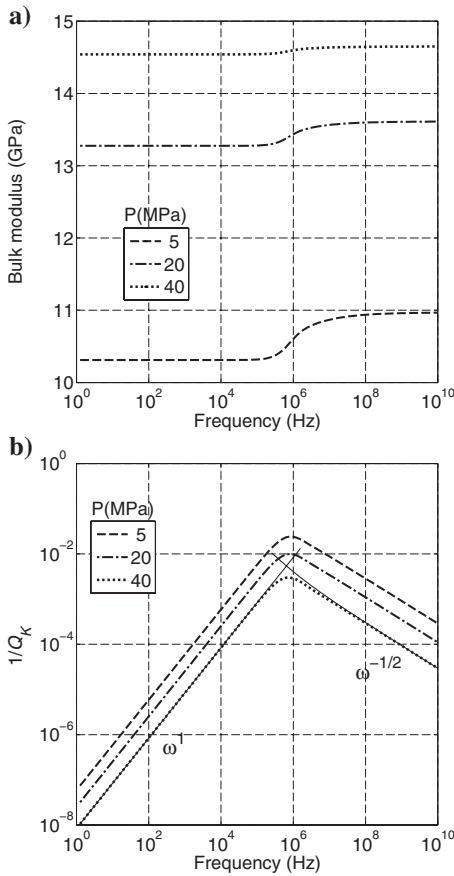 a)
15
14
13
12
11
10
Bulk modulus (GPa)
P(MPa)
5
20
40
10^0
10^2
10^4
10^6
10^8
10^10
Frequency (Hz)
b)
10^0
10^-2
10^-4
10^-6
10^-8
1/Q_K
P(MPa)
5
20
40
ω^1
ω^-1/2
10^0
10^2
10^4
10^6
10^8
10^10
Frequency (Hz)